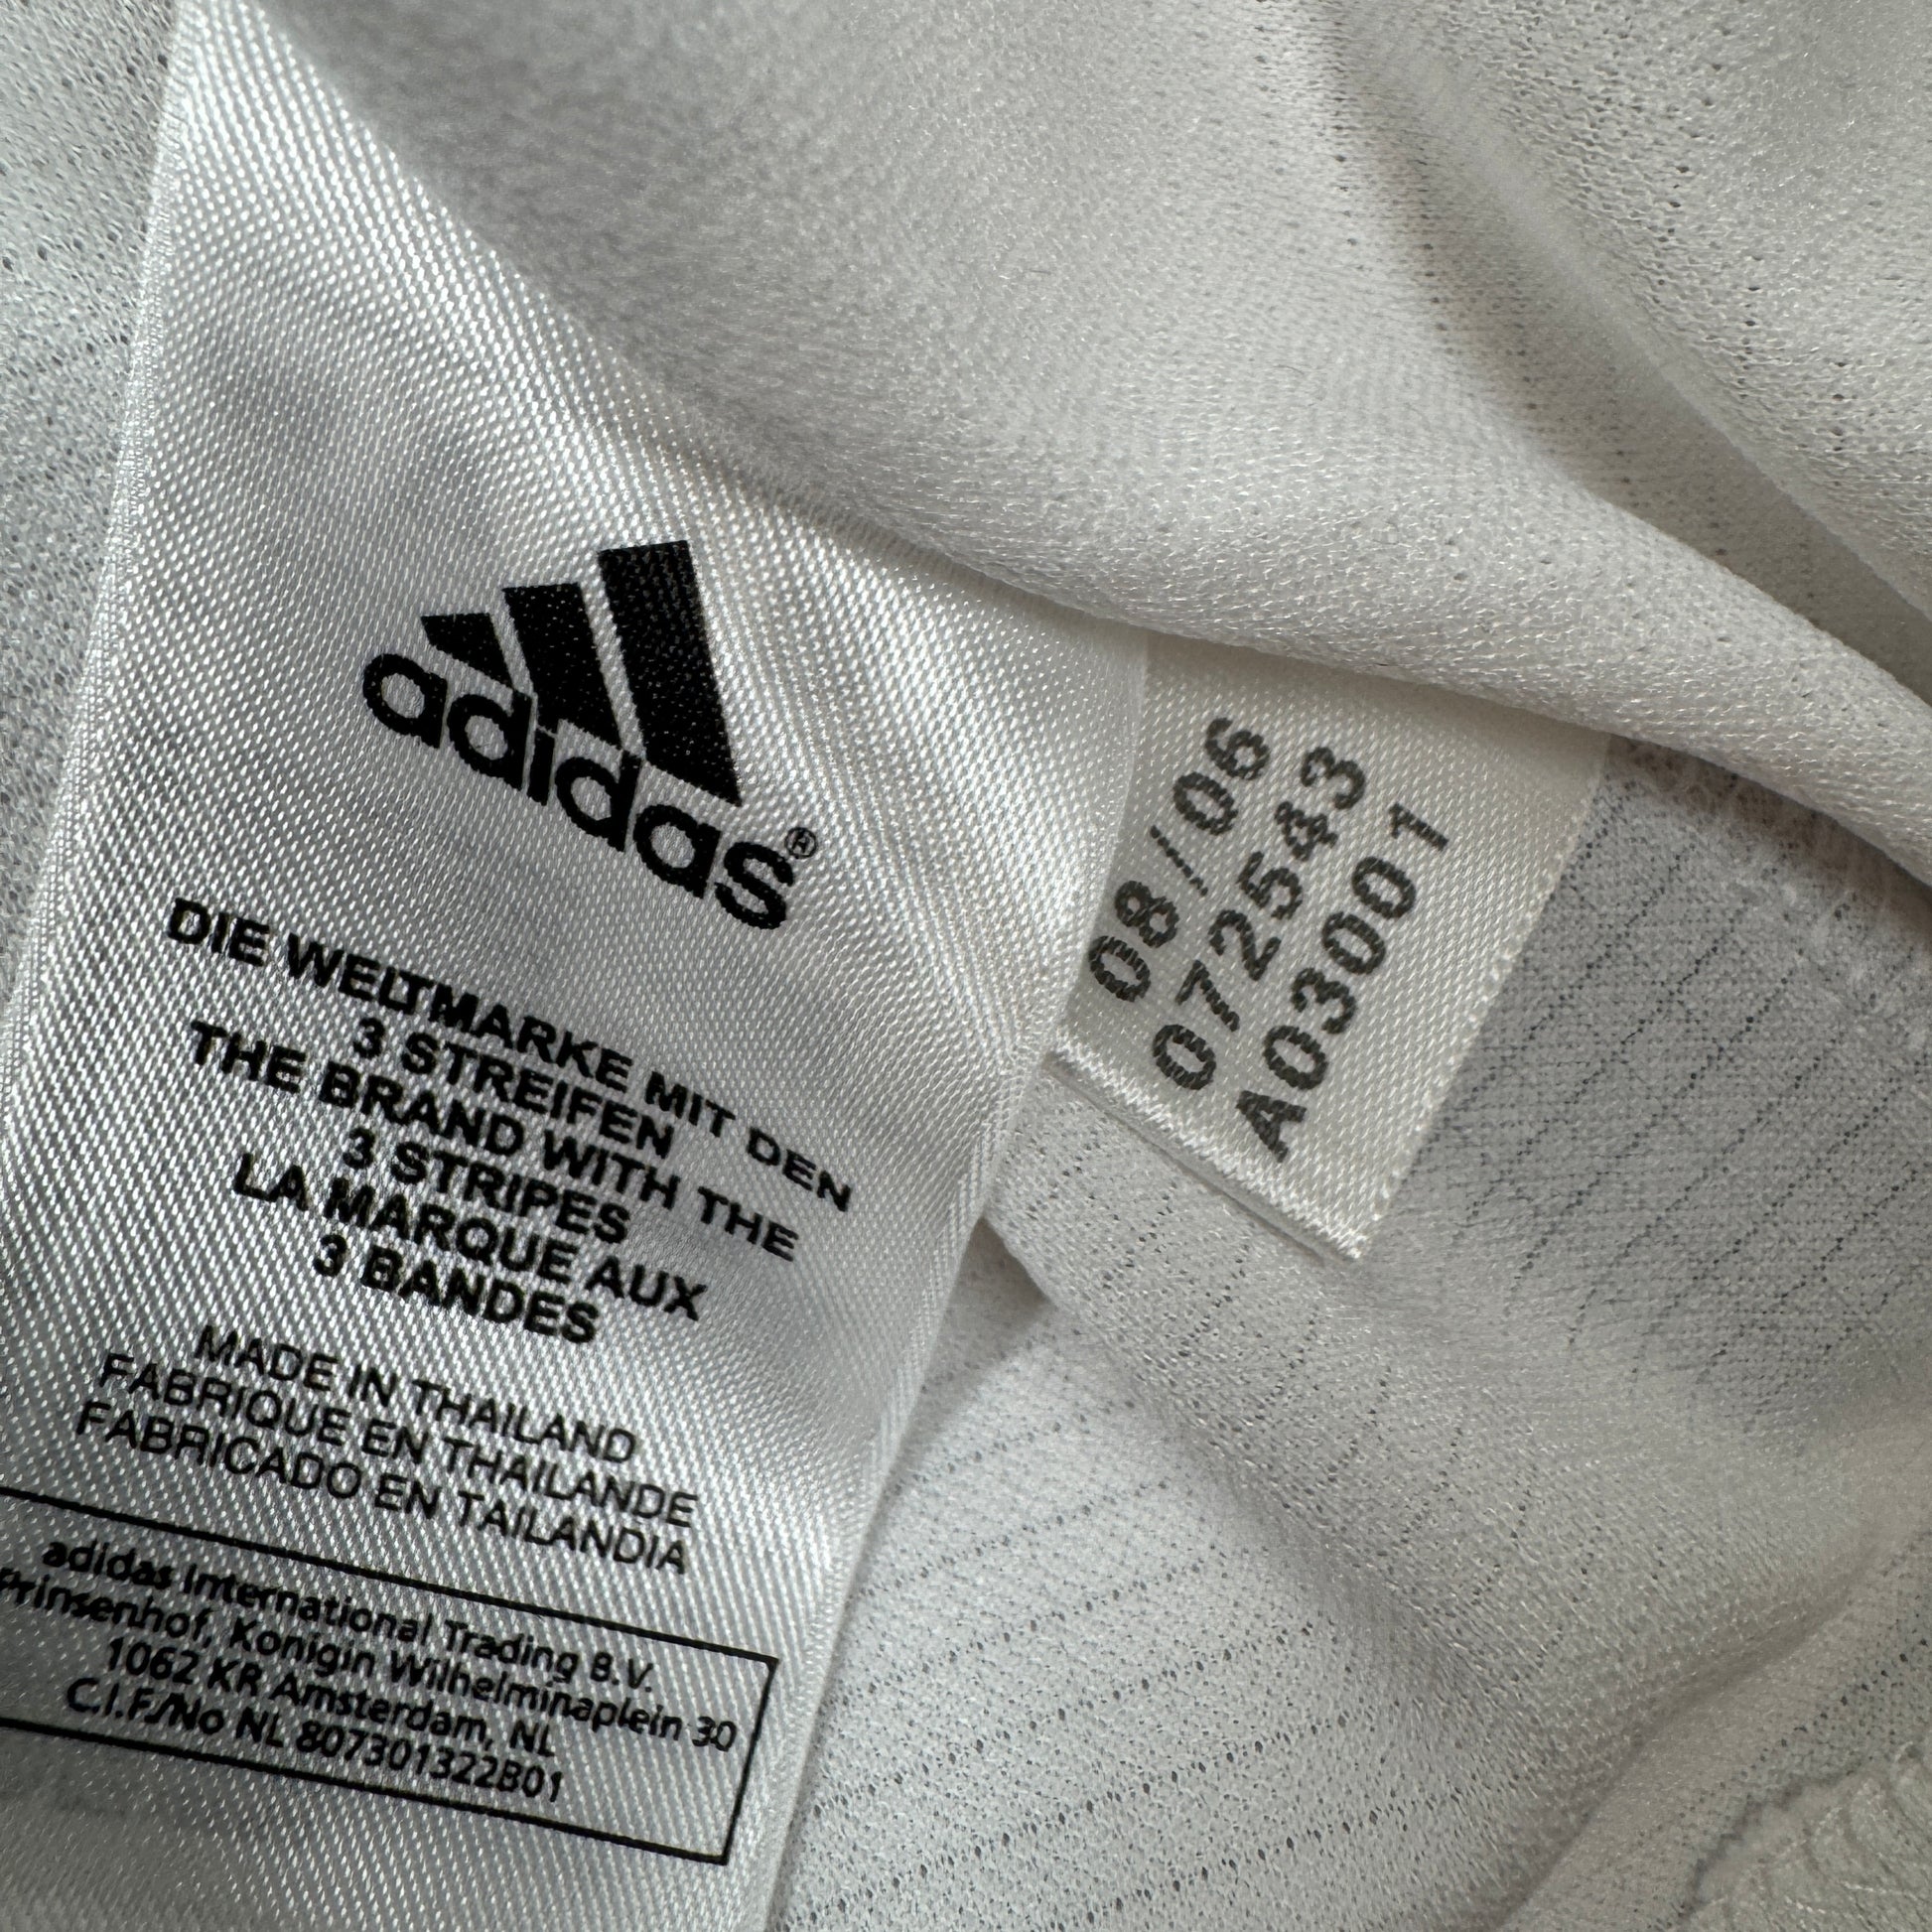 adidas®
DIE WELTMARKE MIT DEN
3 STREIFEN
THE BRAND WITH THE
3 STRIPES
LA MARQUE AUX
3 BANDES
MADE IN THAILAND
FABRIQUE EN THAILANDE
FABRICADO EN TAILANDIA
adidas International Trading B.V.
Prinsenhof, Konigin Wilhelminaplein 30
1062 KR Amsterdam, NL
C.I.F./No NL 807301322B01
08/06
072543
A03001